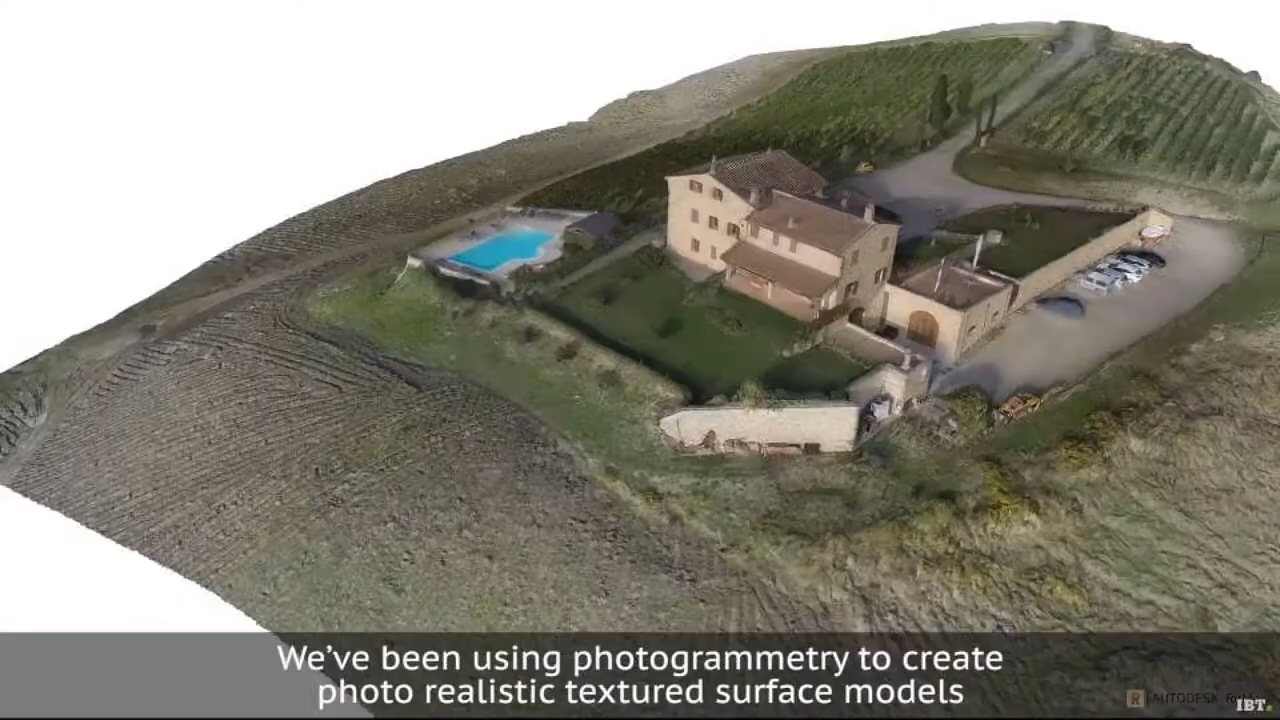 We've been using photogrammetry to create
photo realistic textured surface models
R AUTODESK
IBT.